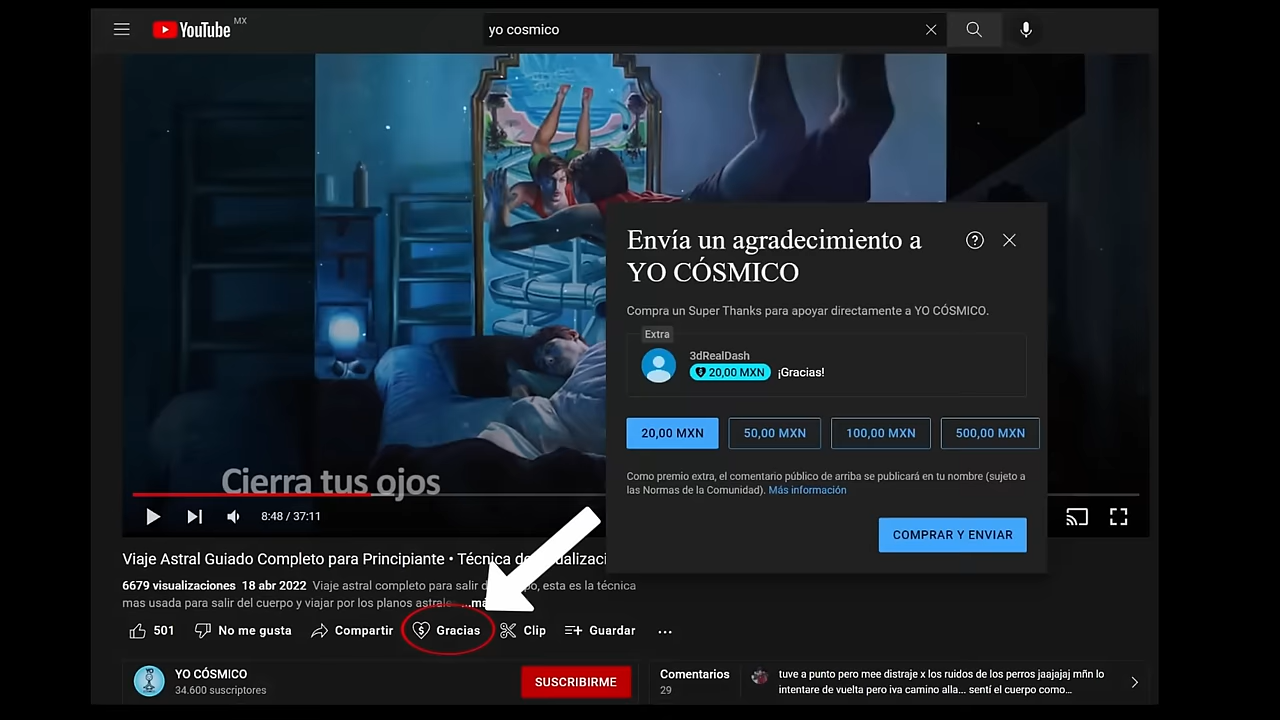 YouTube MX
yo cosmico
Envía un agradecimiento a
YO CÓSMICO
Compra un Super Thanks para apoyar directamente a YO CÓSMICO.
Extra
3dRealDash
20,00 MXN ¡Gracias!
20,00 MXN 50,00 MXN 100,00 MXN 500,00 MXN
Como premio extra, el comentario público de arriba se publicará en tu nombre (sujeto a
las Normas de la Comunidad). Más información
COMPRAR Y ENVIAR
Cierra tus ojos
8:48 / 37:11
Viaje Astral Guiado Completo para Principiante • Técnica de
6679 visualizaciones 18 abr 2022 Viaje astral completo para salir esta es la técnica
mas usada para salir del cuerpo y viajar por los planos
501 No me gusta Compartir Gracias Clip Guardar ...
YO CÓSMICO
34.600 suscriptores
SUSCRIBIRME
Comentarios
29
tuve a punto pero mee distraje x los ruidos de los perros jaajajaj mñn lo
intentare de vuelta pero iva camino alla... sentí el cuerpo como...